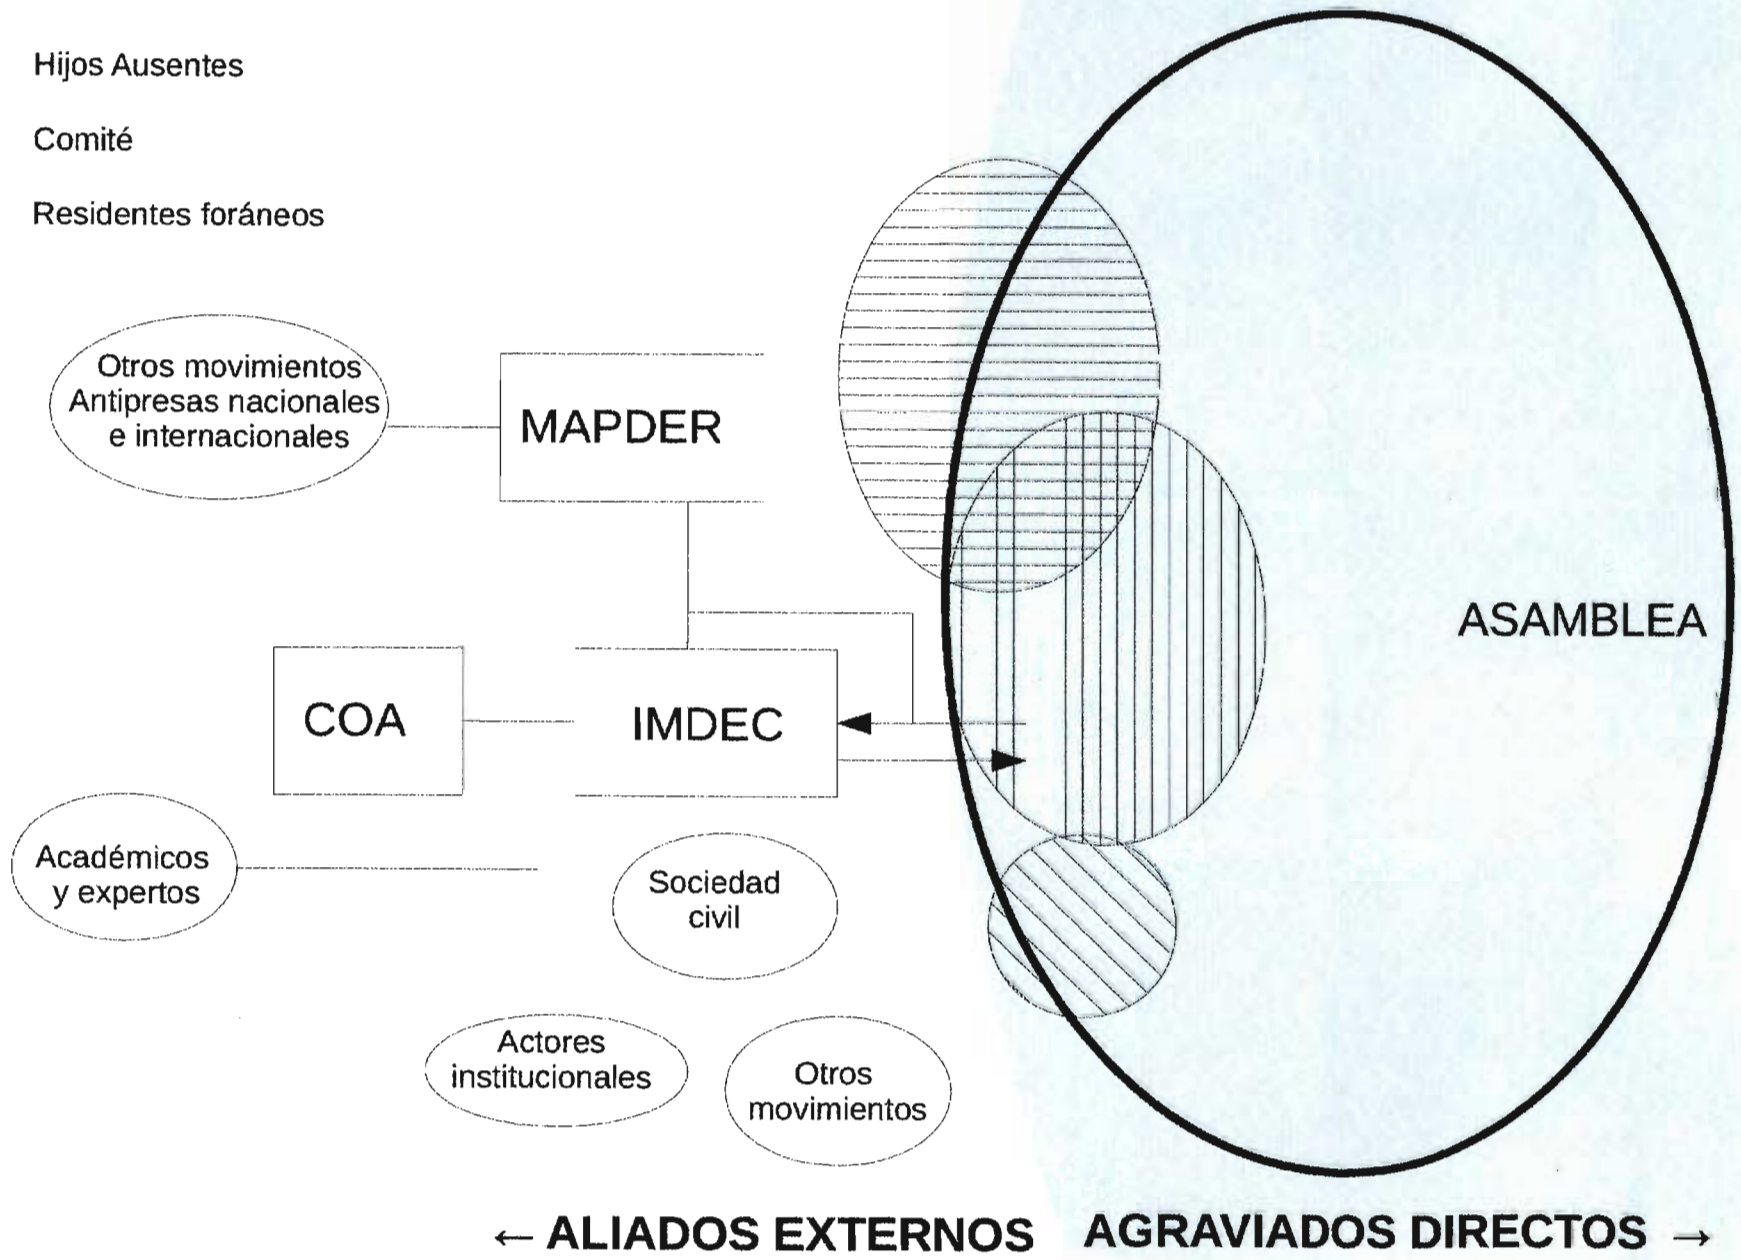 Hijos Ausentes
Comité
Residentes foráneos
Otros movimientos
Antipresas nacionales
e internacionales
MAPDER
ASAMBLEA
COA
IMDEC
Académicos
y expertos
Sociedad
civil
Actores
institucionales
Otros
movimientos
← ALIADOS EXTERNOS
AGRAVIADOS DIRECTOS →